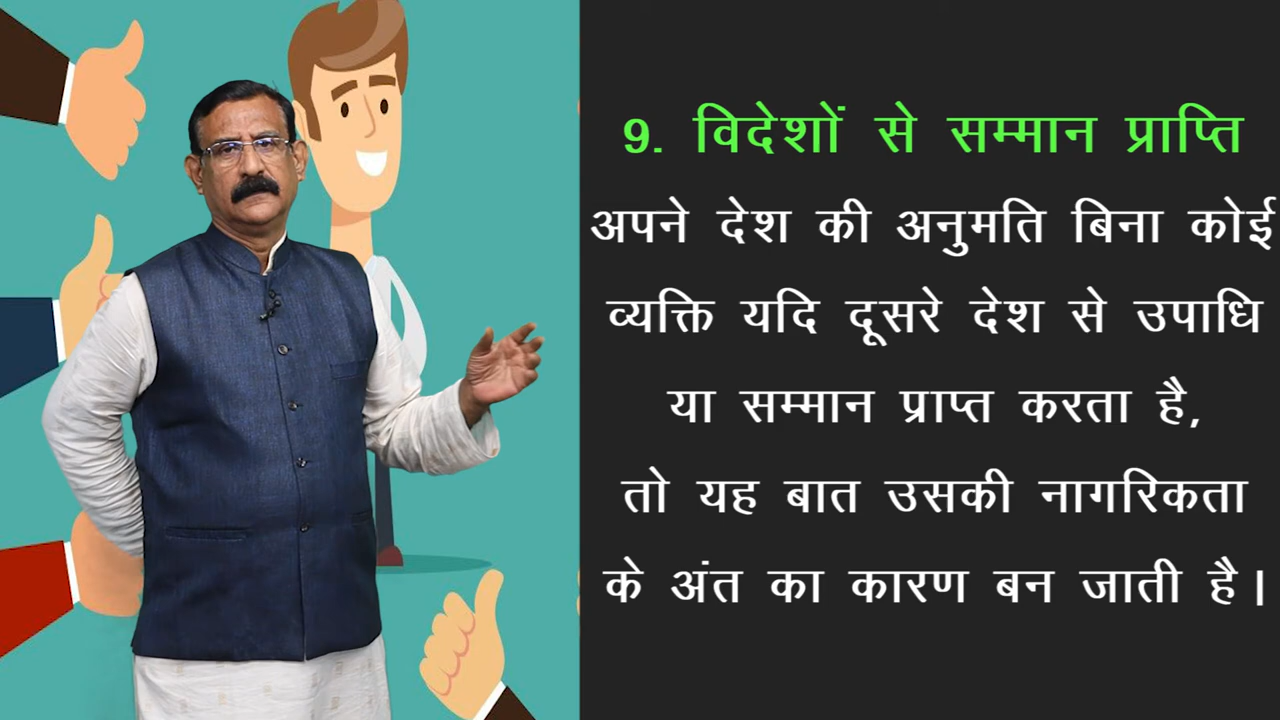 9. विदेशों से सम्मान प्राप्ति
अपने देश की अनुमति बिना कोई
व्यक्ति यदि दूसरे देश से उपाधि
या सम्मान प्राप्त करता है,
तो यह बात उसकी नागरिकता
के अंत का कारण बन जाती है।